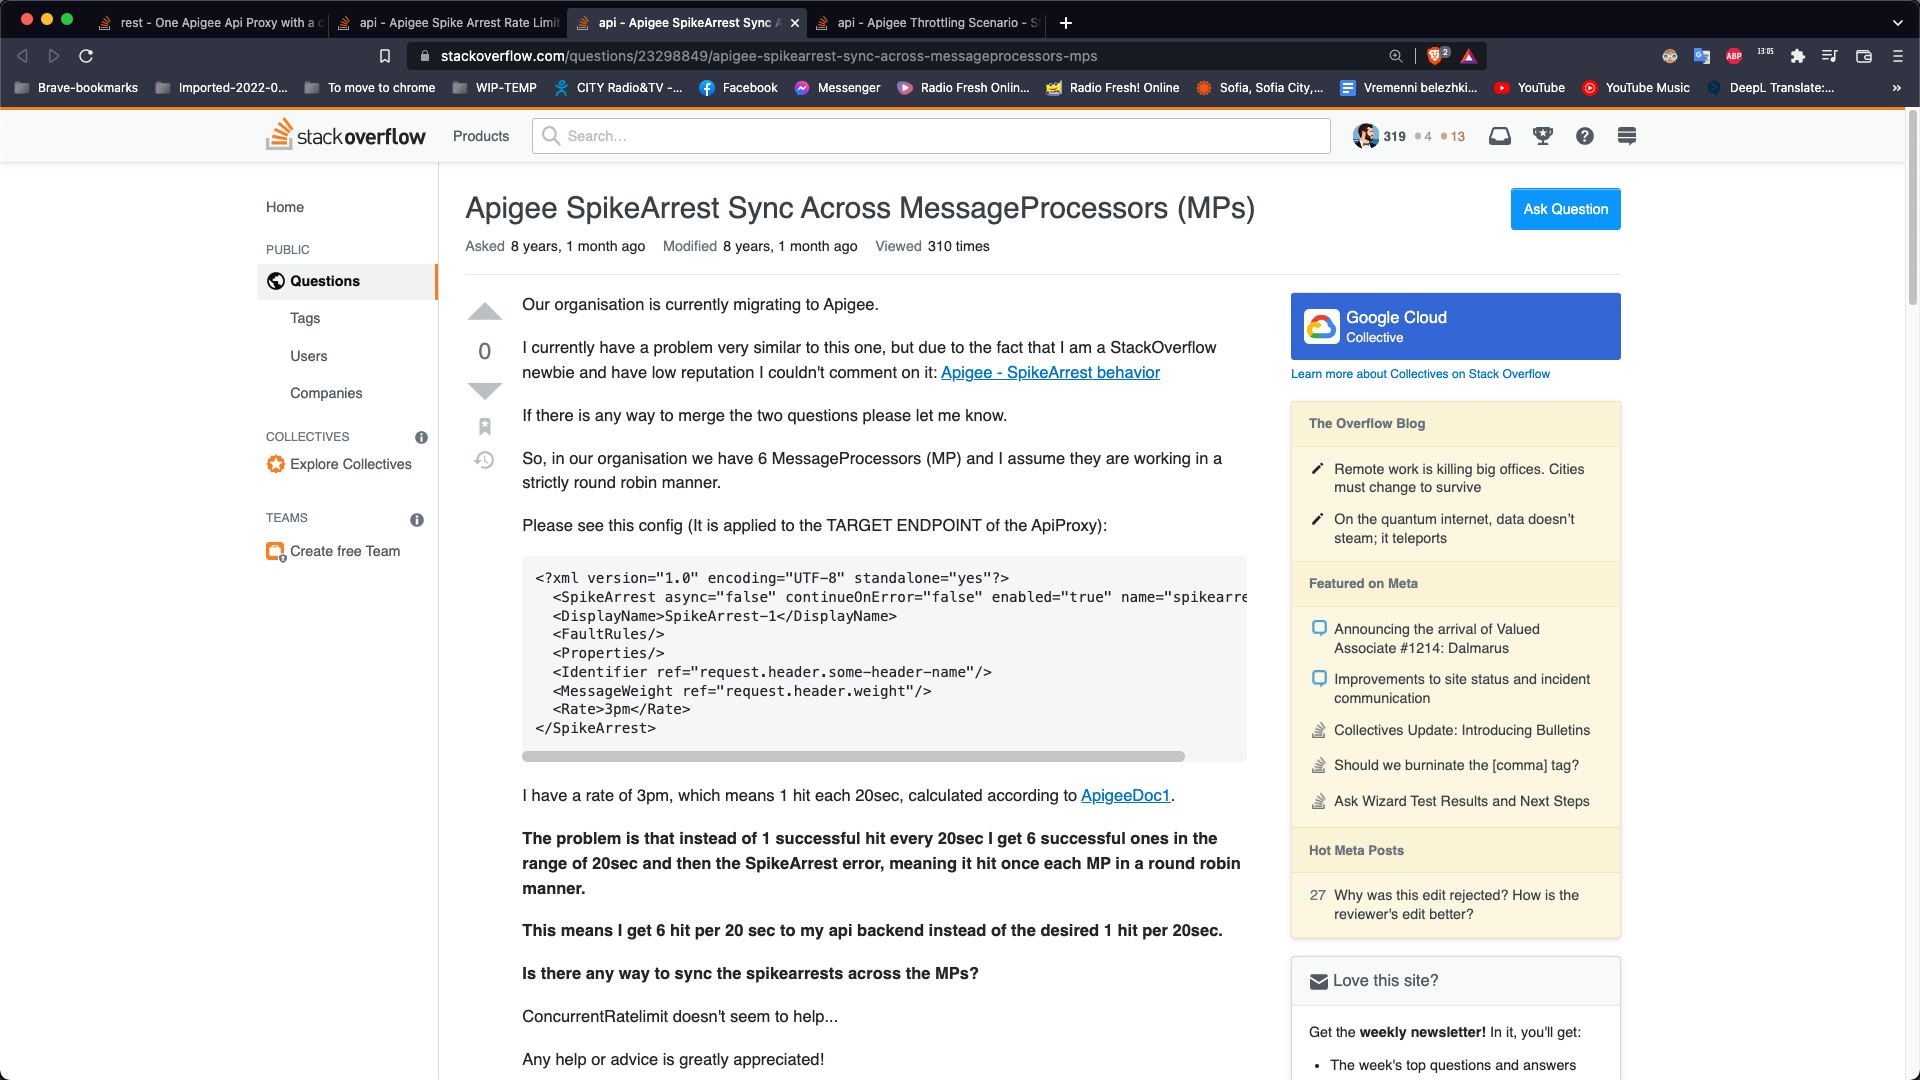 rest - One Apigee Api Proxy with a d
api - Apigee Spike Arrest Rate Limit
api - Apigee SpikeArrest Sync A
api - Apigee Throttling Scenario - S
stackoverflow.com/questions/23298849/apigee-spikearrest-sync-across-messageprocessors-mps
2
ABP
13:05
Brave-bookmarks
Imported-2022-0...
To move to chrome
WIP-TEMP
CITY Radio&TV -...
Facebook
Messenger
Radio Fresh Onlin...
Radio Fresh! Online
Sofia, Sofia City,...
Vremenni belezhki...
YouTube
YouTube Music
DeepL Translate:...
»
stackoverflow
Products
Search...
319
4
13
Home
PUBLIC
Questions
Tags
Users
Companies
COLLECTIVES
Explore Collectives
TEAMS
Create free Team
Apigee SpikeArrest Sync Across MessageProcessors (MPs)
Ask Question
Asked 8 years, 1 month ago Modified 8 years, 1 month ago Viewed 310 times
0
Our organisation is currently migrating to Apigee.
I currently have a problem very similar to this one, but due to the fact that I am a StackOverflow
newbie and have low reputation I couldn't comment on it: Apigee - SpikeArrest behavior
If there is any way to merge the two questions please let me know.
So, in our organisation we have 6 MessageProcessors (MP) and I assume they are working in a
strictly round robin manner.
Please see this config (It is applied to the TARGET ENDPOINT of the ApiProxy):
<?xml version="1.0" encoding="UTF-8" standalone="yes"?>
<SpikeArrest async="false" continueOnError="false" enabled="true" name="spikearre
<DisplayName>SpikeArrest-1</DisplayName>
<FaultRules/>
<Properties/>
<Identifier ref="request.header.some-header-name"/>
<MessageWeight ref="request.header.weight"/>
<Rate>3pm</Rate>
</SpikeArrest>
I have a rate of 3pm, which means 1 hit each 20sec, calculated according to ApigeeDoc1.
The problem is that instead of 1 successful hit every 20sec I get 6 successful ones in the
range of 20sec and then the SpikeArrest error, meaning it hit once each MP in a round robin
manner.
This means I get 6 hit per 20 sec to my api backend instead of the desired 1 hit per 20sec.
Is there any way to sync the spikearrests across the MPs?
ConcurrentRatelimit doesn't seem to help...
Any help or advice is greatly appreciated!
Google Cloud
Collective
Learn more about Collectives on Stack Overflow
The Overflow Blog
Remote work is killing big offices. Cities
must change to survive
On the quantum internet, data doesn't
steam; it teleports
Featured on Meta
Announcing the arrival of Valued
Associate #1214: Dalmarus
Improvements to site status and incident
communication
Collectives Update: Introducing Bulletins
Should we burninate the [comma] tag?
Ask Wizard Test Results and Next Steps
Hot Meta Posts
27 Why was this edit rejected? How is the
reviewer's edit better?
Love this site?
Get the weekly newsletter! In it, you'll get:
• The week's top questions and answers